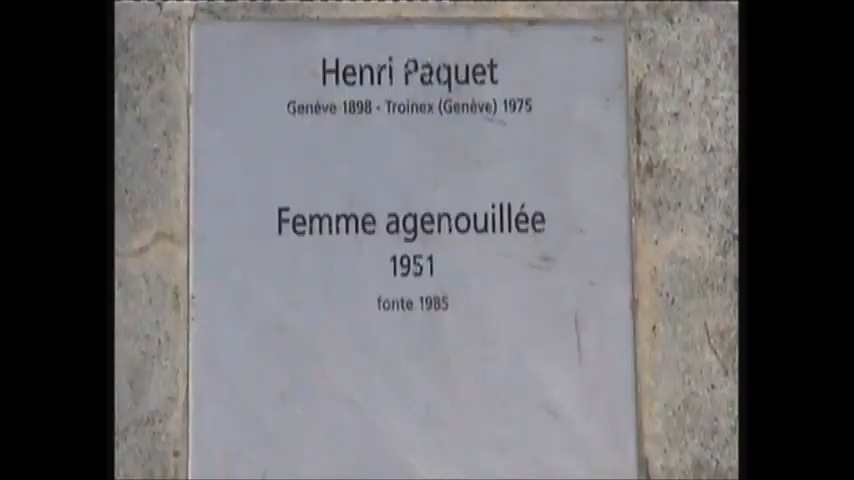 Henri Paquet
Genève 1898 - Troinex (Genève) 1975
Femme agenouillée
1951
fonte 1985